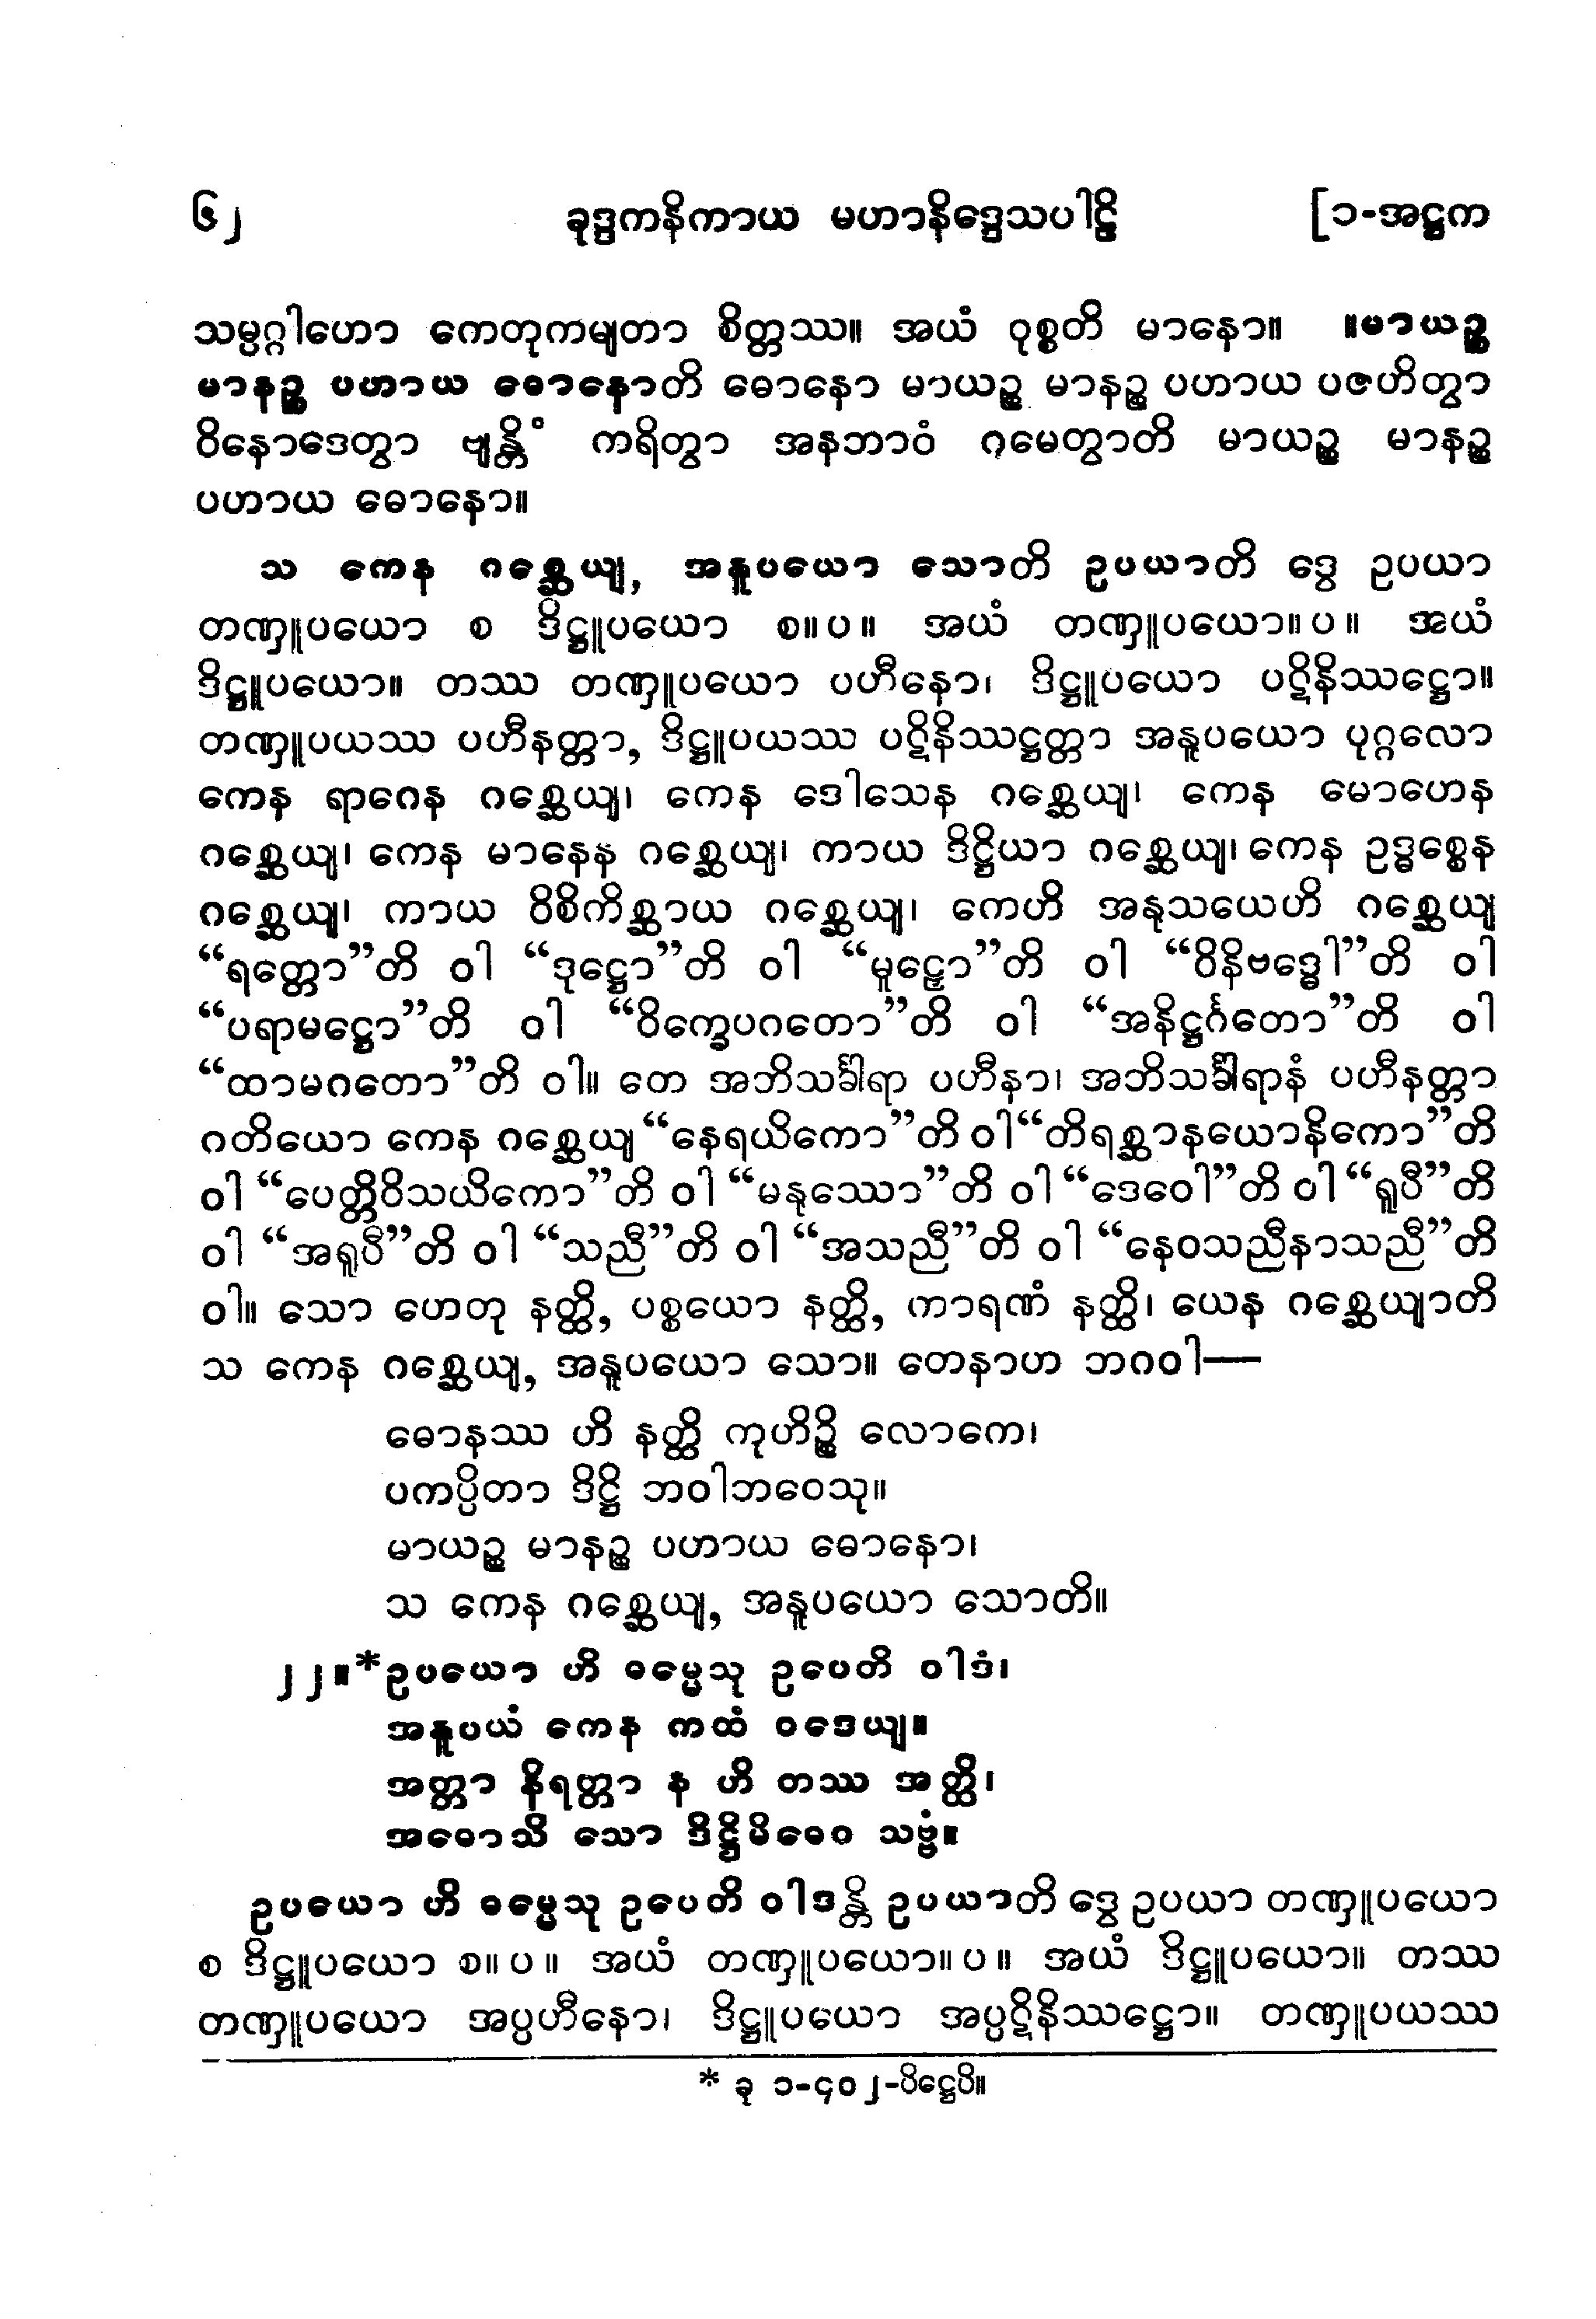 ၆၂ ခုဒ္ဒကနိကာယ မဟာနိဒ္ဒေသပါဠိ [၁-အဋ္ဌက
သမ္ပဂ္ဂါဟော ကေတုကမျတာ စိတ္တဿ။ အယံ ဝုစ္စတိ မာနော။ ။မာယဉ္စ
မာနဉ္စ ပဟာယ ဓောနောတိ ဓောနော မာယဉ္စ မာနဉ္စ ပဟာယ ပဇဟိတွာ
ဝိနောဒေတွာ ဗျန္တိံ ကရိတွာ အနဘာဝံ ဂမေတွာတိ မာယဉ္စ မာနဉ္စ
ပဟာယ ဓောနော။
သ ကေန ဂစ္ဆေယျ, အနူပယော သောတိ ဥပယာတိ ဒွေ ဥပယာ
တဏှူပယော စ ဒိဋ္ဌူပယော စ။ပ။ အယံ တဏှူပယော။ပ။ အယံ
ဒိဋ္ဌူပယော။ တဿ တဏှူပယော ပဟီနော၊ ဒိဋ္ဌူပယော ပဋိနိဿဋ္ဌော။
တဏှူပယဿ ပဟီနတ္တာ, ဒိဋ္ဌူပယဿ ပဋိနိဿဋ္ဌတ္တာ အနူပယော ပုဂ္ဂလော
ကေန ရာဂေန ဂစ္ဆေယျ၊ ကေန ဒေါသေန ဂစ္ဆေယျ၊ ကေန မောဟေန
ဂစ္ဆေယျ၊ ကေန မာနေန ဂစ္ဆေယျ၊ ကာယ ဒိဋ္ဌိယာ ဂစ္ဆေယျ၊ ကေန ဥဒ္ဓစ္စေန
ဂစ္ဆေယျ၊ ကာယ ဝိစိကိစ္ဆာယ ဂစ္ဆေယျ၊ ကေဟိ အနုသယေဟိ ဂစ္ဆေယျ
“ရတ္တော”တိ ဝါ “ဒုဋ္ဌော”တိ ဝါ “မူဠှော”တိ ဝါ “ဝိနိဗဒ္ဓေါ”တိ ဝါ
“ပရာမဋ္ဌော”တိ ဝါ “ဝိက္ခေပဂတော”တိ ဝါ “အနိဋ္ဌင်္ဂတော”တိ ဝါ
“ထာမဂတော”တိ ဝါ။ တေ အဘိသင်္ခါရာ ပဟီနာ၊ အဘိသင်္ခါရာနံ ပဟီနတ္တာ
ဂတိယော ကေန ဂစ္ဆေယျ “နေရယိကော”တိ ဝါ “တိရစ္ဆာနယောနိကော”တိ
ဝါ “ပေတ္တိဝိသယိကော”တိ ဝါ “မနုဿော”တိ ဝါ “ဒေဝေါ”တိ ဝါ “ရူပီ”တိ
ဝါ “အရူပီ”တိ ဝါ “သညီ”တိ ဝါ “အသညီ”တိ ဝါ “နေဝသညီနာသညီ”တိ
ဝါ။ သော ဟေတု နတ္ထိ, ပစ္စယော နတ္ထိ, ကာရဏံ နတ္ထိ၊ ယေန ဂစ္ဆေယျာတိ
သ ကေန ဂစ္ဆေယျ, အနူပယော သော။ တေနာဟ ဘဂဝါ—
ဓောနဿ ဟိ နတ္ထိ ကုဟိဉ္စိ လောကေ၊
ပကပ္ပိတာ ဒိဋ္ဌိ ဘဝါဘဝေသု။
မာယဉ္စ မာနဉ္စ ပဟာယ ဓောနော၊
သ ကေန ဂစ္ဆေယျ, အနူပယော သောတိ။
၂၂။*ဥပယော ဟိ ဓမ္မေသု ဥပေတိ ဝါဒံ၊
အနူပယံ ကေန ကထံ ဝဒေယျ။
အတ္တာ နိရတ္တာ န ဟိ တဿ အတ္ထိ၊
အဓောသိ သော ဒိဋ္ဌိမိဓေဝ သဗ္ဗံ။
ဥပယော ဟိ ဓမ္မေသု ဥပေတိ ဝါဒန္တိ ဥပယာတိ ဒွေ ဥပယာ တဏှူပယော
စ ဒိဋ္ဌူပယော စ။ပ။ အယံ တဏှူပယော။ပ။ အယံ ဒိဋ္ဌူပယော။ တဿ
တဏှူပယော အပ္ပဟီနော၊ ဒိဋ္ဌူပယော အပ္ပဋိနိဿဋ္ဌော။ တဏှူပယဿ
* ခု ၁-၄၀၂-ပိဋ္ဌေပိ။